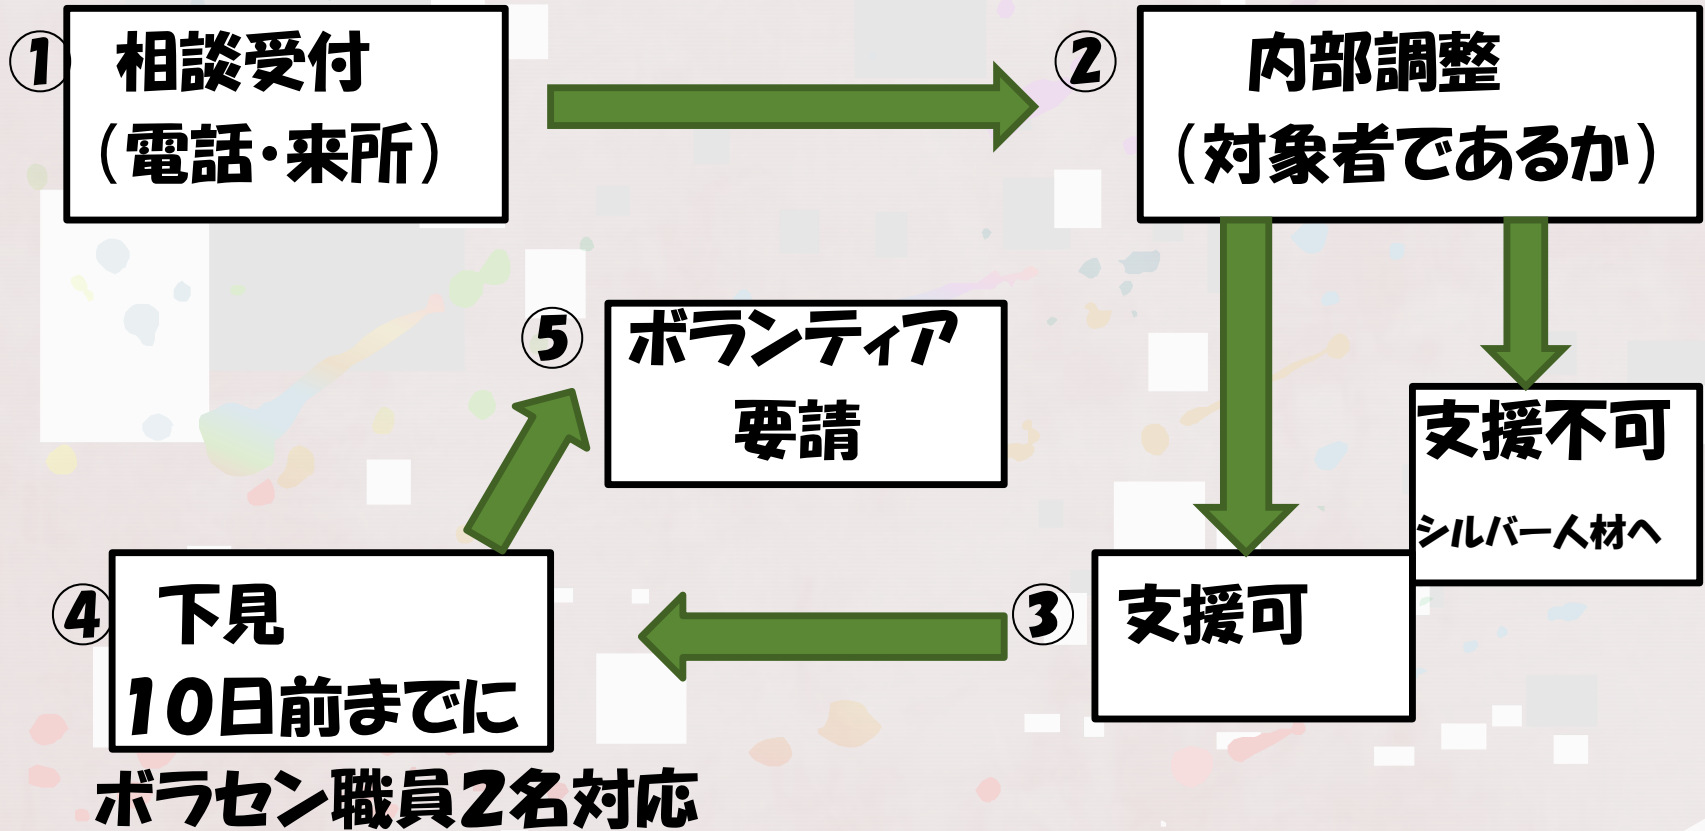 ①
相談受付
（電話・来所）
②
内部調整
（対象者であるか）
⑤
ボランティア
要請
支援不可
シルバー人材へ
③
支援可
④
下見
10日前までに
ボラセン職員2名対応